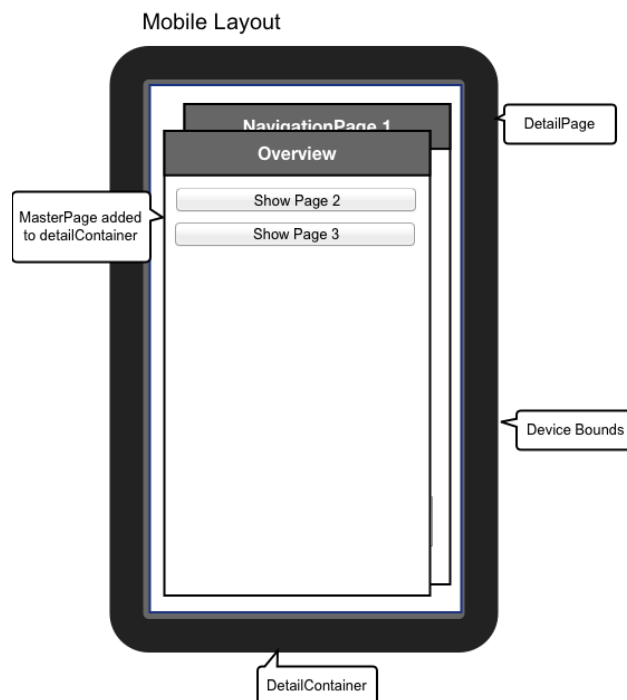 Mobile Layout
NavigationPage 1
DetailPage
Overview
Show Page 2
MasterPage added
to detailContainer
Show Page 3
Device Bounds
DetailContainer